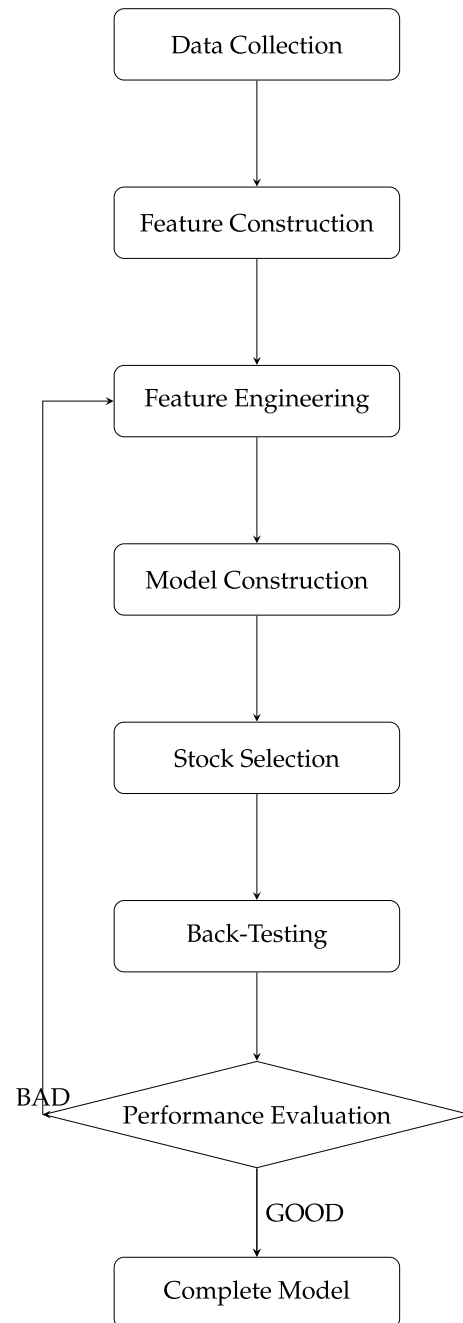 Data Collection
Feature Construction
Feature Engineering
Model Construction
Stock Selection
Back-Testing
BAD
Performance Evaluation
GOOD
Complete Model